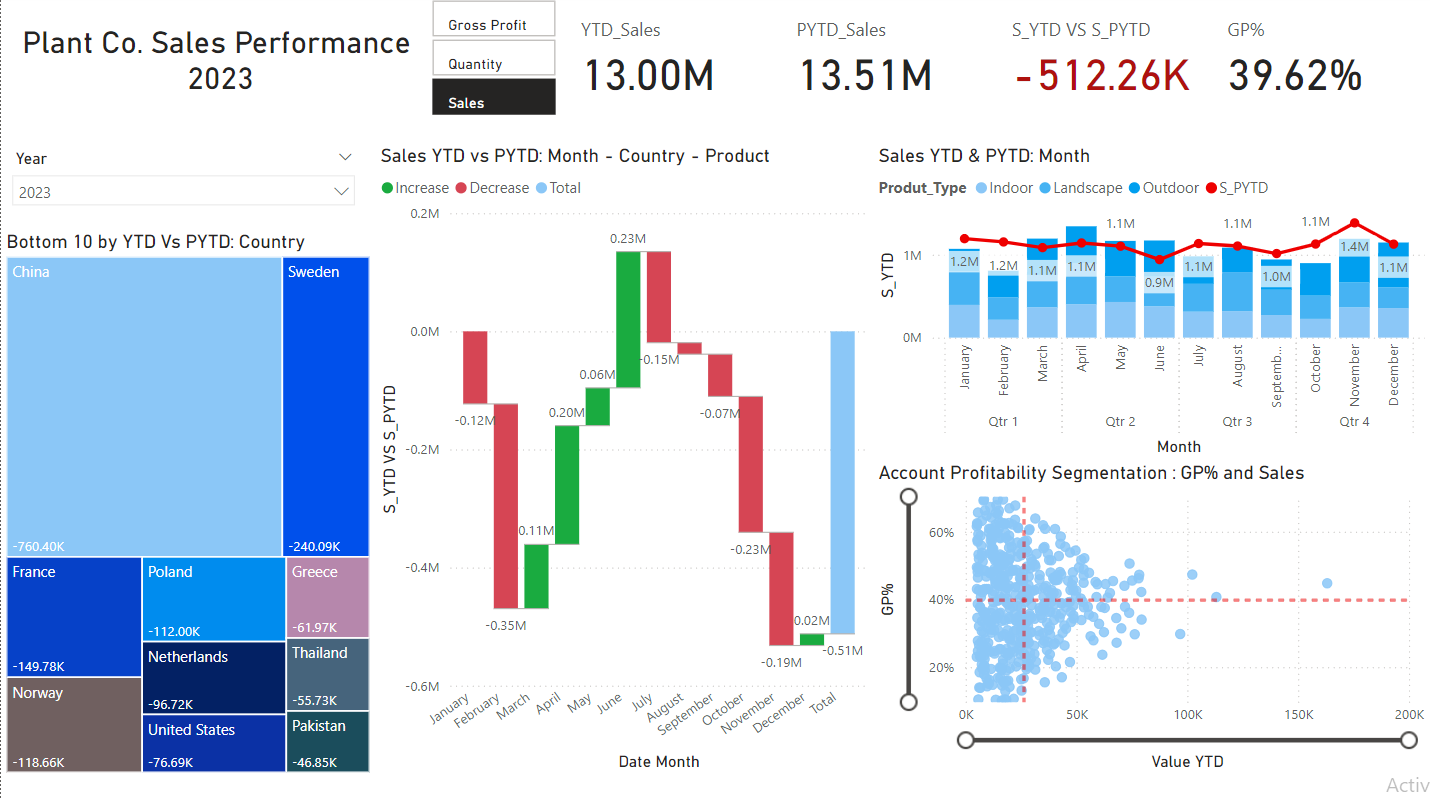 Plant Co. Sales Performance
2023
Gross Profit
Quantity
Sales
YTD_Sales
13.00M
PYTD_Sales
13.51M
S_YTD VS S_PYTD
-512.26K
GP%
39.62%
Year
2023
Bottom 10 by YTD Vs PYTD: Country
China
-760.40K
Sweden
-240.09K
France
-149.78K
Norway
-118.66K
Poland
-112.00K
Netherlands
-96.72K
United States
-76.69K
Greece
-61.97K
Thailand
-55.73K
Pakistan
-46.85K
Sales YTD vs PYTD: Month - Country - Product
Increase Decrease Total
S_YTD VS S_PYTD
0.2M
0.0M
-0.2M
-0.4M
-0.6M
-0.12M
-0.35M
0.11M
0.20M
0.06M
0.23M
-0.15M
-0.07M
-0.23M
-0.19M
0.02M
-0.51M
January
February
March
April
May
June
July
August
September
October
November
December
Total
Date Month
Sales YTD & PYTD: Month
Produt_Type Indoor Landscape Outdoor S_PYTD
S_YTD
1M
0M
1.2M
1.2M
1.1M
1.1M
1.1M
0.9M
1.1M
1.1M
1.0M
1.1M
1.4M
1.1M
January
February
March
April
May
June
July
August
Septemb...
October
November
December
Qtr 1
Qtr 2
Qtr 3
Qtr 4
Month
Account Profitability Segmentation : GP% and Sales
GP%
60%
40%
20%
0K
50K
100K
150K
200K
Value YTD
Activ